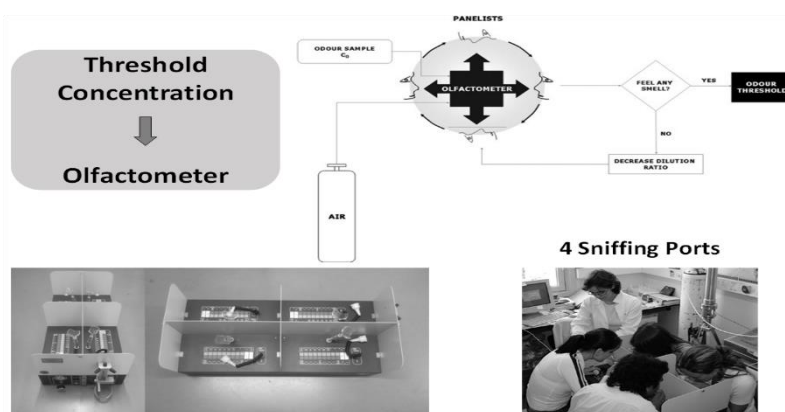 Threshold
Concentration
Olfactometer
PANELISTS
ODOUR SAMPLE
C₀
OLFACTOMETER
FEEL ANY
SMELL?
YES
ODOUR
THRESHOLD
NO
DECREASE DILUTION
RATIO
AIR
4 Sniffing Ports